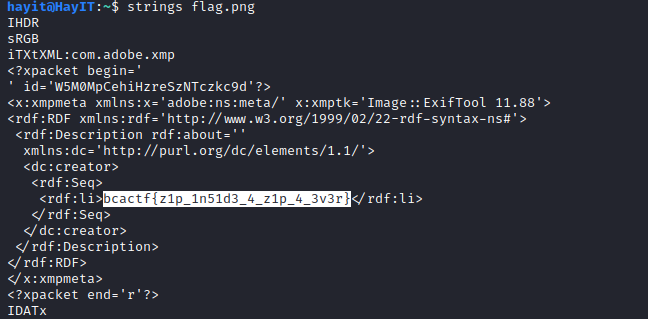 hayit@HayIT:~$ strings flag.png
IHDR
sRGB
iTXtXML:com.adobe.xmp
<?xpacket begin='
' id='W5M0MpCehiHzreSzNTczkc9d'?>
<x:xmpmeta xmlns:x='adobe:ns:meta/' x:xmptk='Image::ExifTool 11.88'>
<rdf:RDF xmlns:rdf='http://www.w3.org/1999/02/22-rdf-syntax-ns#'>
<rdf:Description rdf:about=''
xmlns:dc='http://purl.org/dc/elements/1.1/'>
<dc:creator>
<rdf:Seq>
<rdf:li>bcactf{z1p_1n51d3_4_z1p_4_3v3r}</rdf:li>
</rdf:Seq>
</dc:creator>
</rdf:Description>
</rdf:RDF>
</x:xmpmeta>
<?xpacket end='r'?>
IDATx